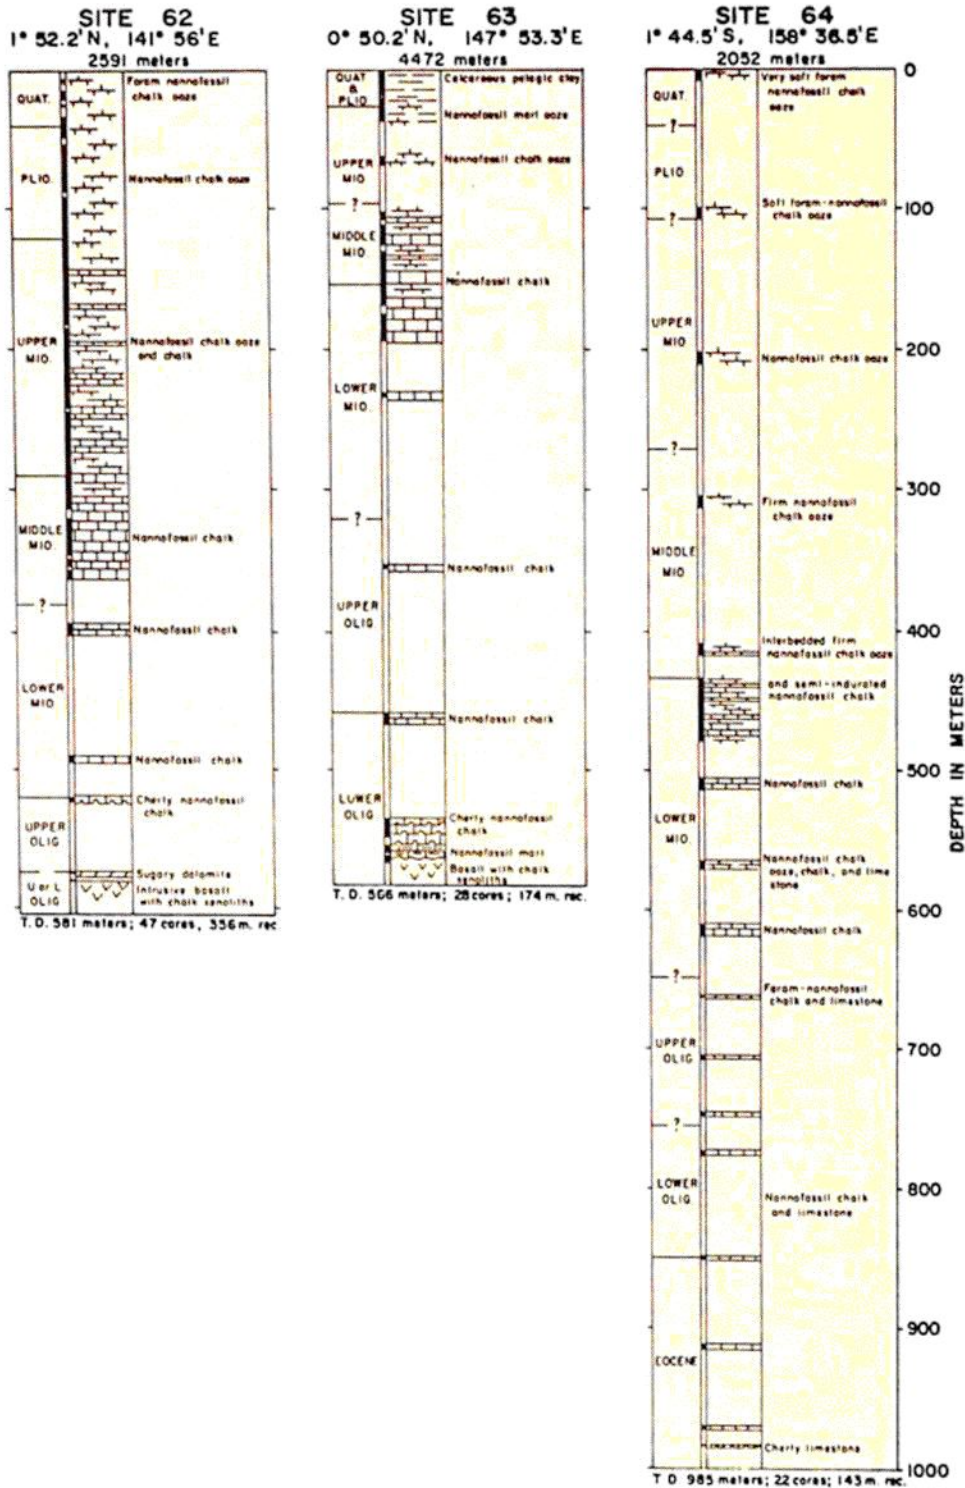 SITE 62
1° 52.2' N, 141° 56' E
2591 meters
QUAT.
PLIO.
UPPER
MIO.
MIDDLE
MIO.
?
LOWER
MIO
UPPER
OLIG
U or L
OLIG
Foram nannofossil
chalk ooze
Nannofossil chalk ooze
Nannofossil chalk ooze
and chalk
Nannofossil chalk
Nannofossil chalk
Nannofossil chalk
Cherty nannofossil
chalk
Sugary dolomite
Intrusive basalt
with chalk xenoliths
T. D. 581 meters; 47 cores, 356 m. rec.
SITE 63
0° 50.2' N, 147° 53.3' E
4472 meters
QUAT
&
PLIO
UPPER
MIO
?
MIDDLE
MIO.
LOWER
MIO.
?
UPPER
OLIG
LOWER
OLIG
Calcareous pelagic clay
Nannofossil marl ooze
Nannofossil chalk ooze
Nannofossil chalk
Nannofossil chalk
Nannofossil chalk
Cherty nannofossil
chalk
Nannofossil marl
Basalt with chalk
xenoliths
T. D. 566 meters; 28 cores; 174 m. rec.
SITE 64
1° 44.5' S, 158° 36.5' E
2052 meters
QUAT.
?
PLIO
?
UPPER
MIO
?
MIDDLE
MIO
LOWER
MIO.
?
UPPER
OLIG
?
LOWER
OLIG.
EOCENE
Very soft foram
nannofossil chalk
ooze
Soft foram-nannofossil
chalk ooze
Nannofossil chalk ooze
Firm nannofossil
chalk ooze
Interbedded firm
nannofossil chalk ooze
and semi-indurated
nannofossil chalk
Nannofossil chalk
Nannofossil chalk
ooze, chalk, and lime
stone
Nannofossil chalk
Foram-nannofossil
chalk and limestone
Nannofossil chalk
and limestone
Cherty limestone
T D 985 meters; 22 cores; 143 m. rec.
0
100
200
300
400
500
600
700
800
900
1000
DEPTH IN METERS